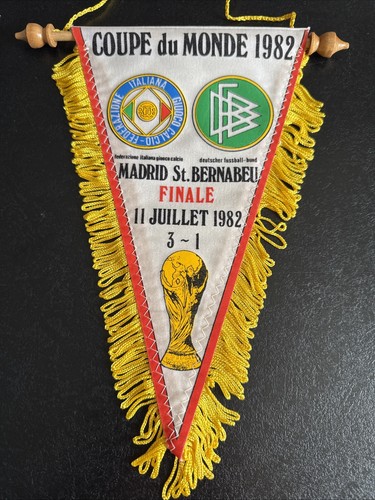 COUPE du MONDE 1982
FEDERAZIONE ITALIANA GIUOCO CALCIO
federazione italiana giuoco calcio
deutscher fussball-bund
MADRID St. BERNABEU
FINALE
11 JUILLET 1982
3~1